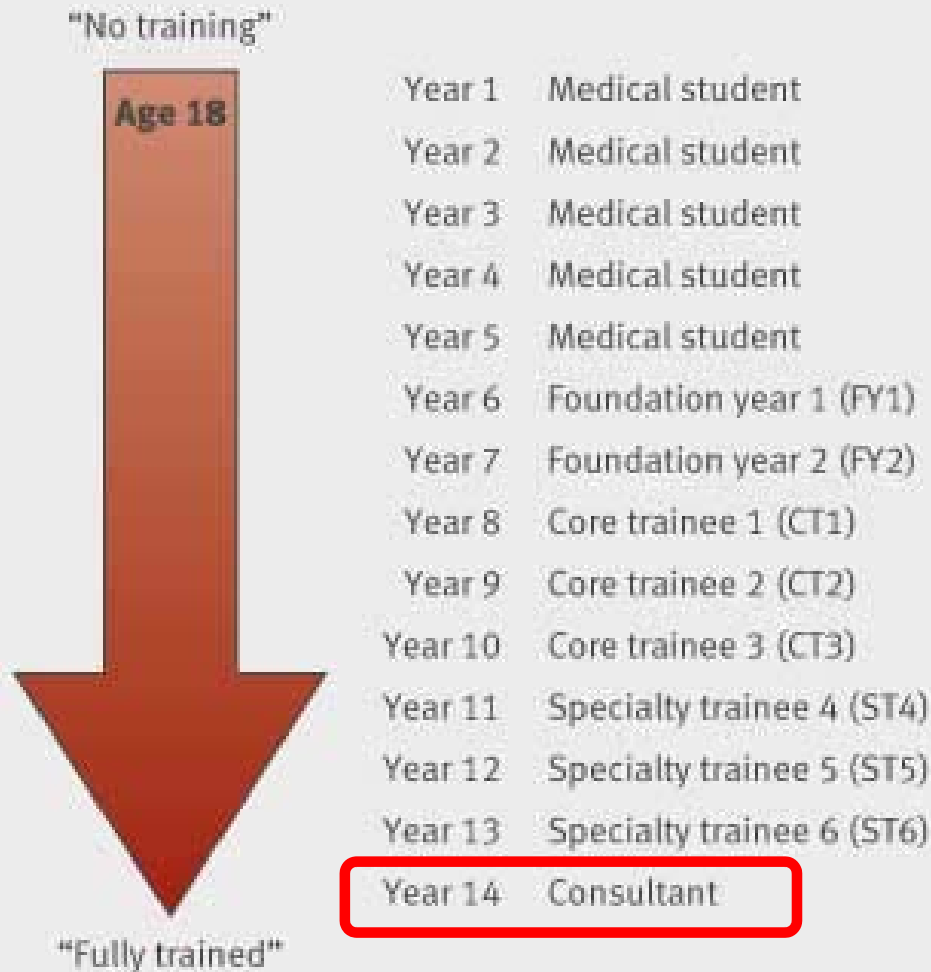 “No training”
Age 18
Year 1 Medical student
Year 2 Medical student
Year 3 Medical student
Year 4 Medical student
Year 5 Medical student
Year 6 Foundation year 1 (FY1)
Year 7 Foundation year 2 (FY2)
Year 8 Core trainee 1 (CT1)
Year 9 Core trainee 2 (CT2)
Year 10 Core trainee 3 (CT3)
Year 11 Specialty trainee 4 (ST4)
Year 12 Specialty trainee 5 (ST5)
Year 13 Specialty trainee 6 (ST6)
Year 14 Consultant
“Fully trained”